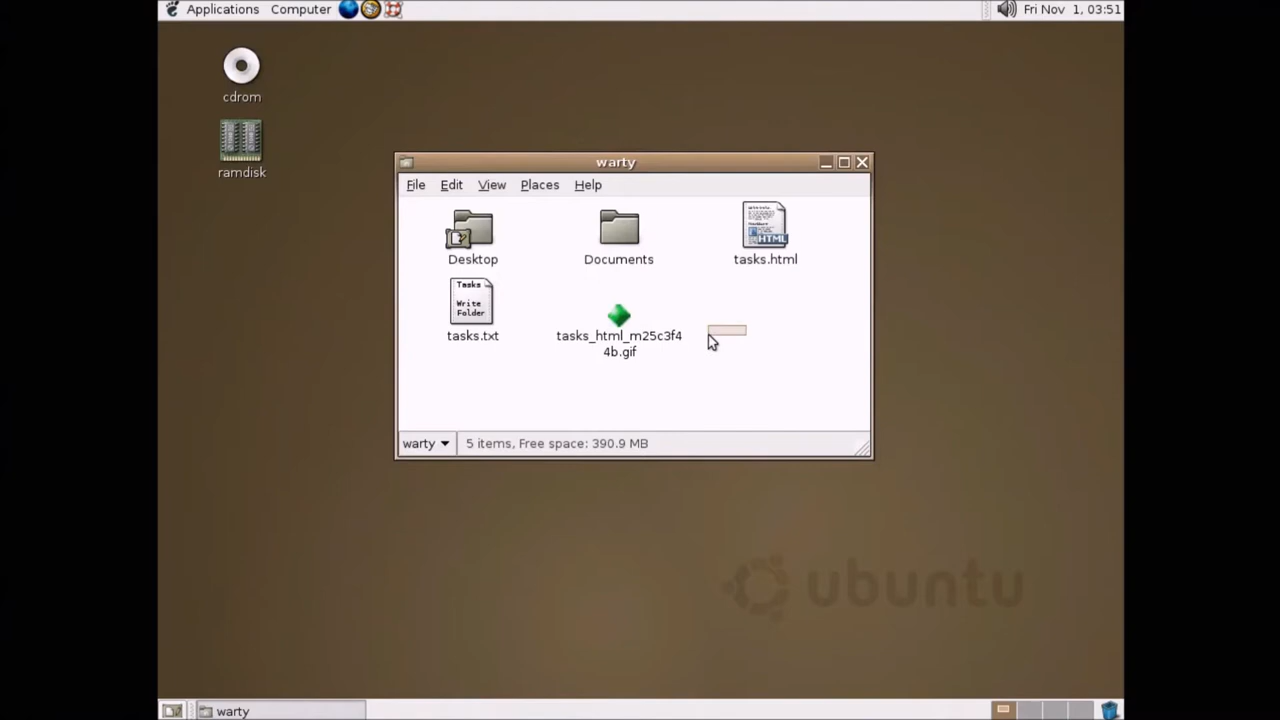 Applications Computer Fri Nov 1, 03:51
cdrom
ramdisk
warty
File Edit View Places Help
HTML
Desktop Documents tasks.html
Tasks
Write
Folder
tasks.txt
tasks_html_m25c3f4
4b.gif
warty 5 items, Free space: 390.9 MB
ubuntu
warty